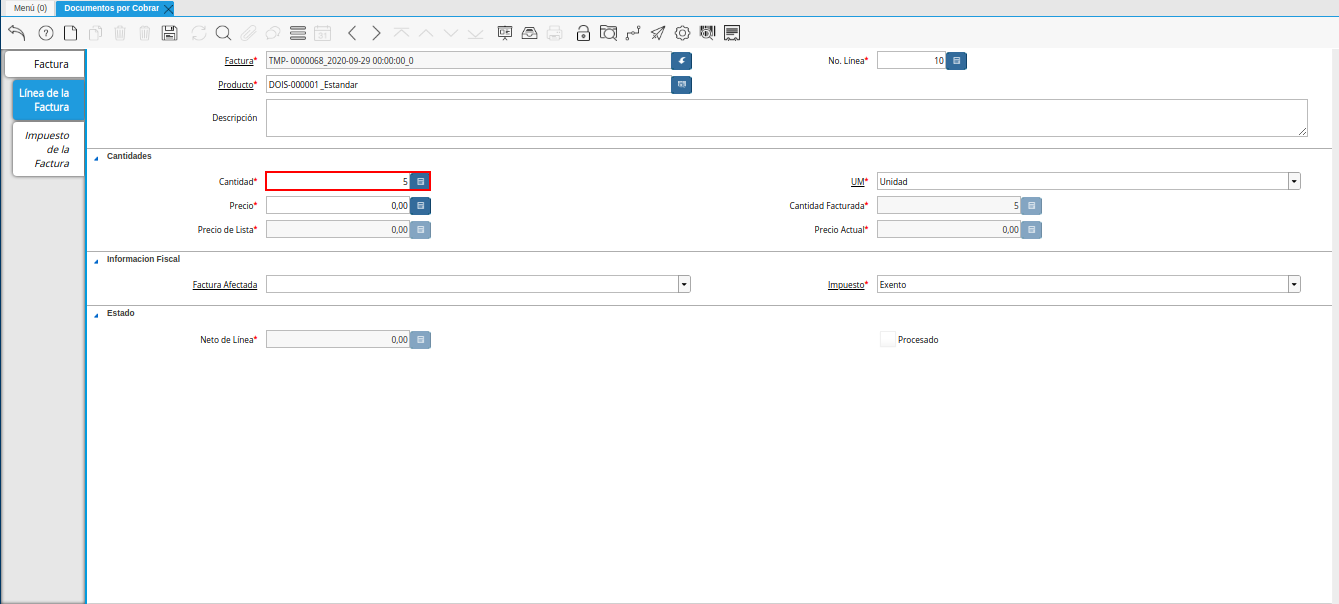 Menú (0)
Documentos por Cobrar
Factura
Línea de la
Factura
Impuesto
de la
Factura
Factura* TMP- 0000068_2020-09-29 00:00:00_0 No. Línea* 10
Producto* DOIS-000001_Estandar
Descripción
Cantidades
Cantidad* 5 UM* Unidad
Precio* 0,00 Cantidad Facturada* 5
Precio de Lista* 0,00 Precio Actual* 0,00
Informacion Fiscal
Factura Afectada Impuesto* Exento
Estado
Neto de Línea* 0,00 Procesado